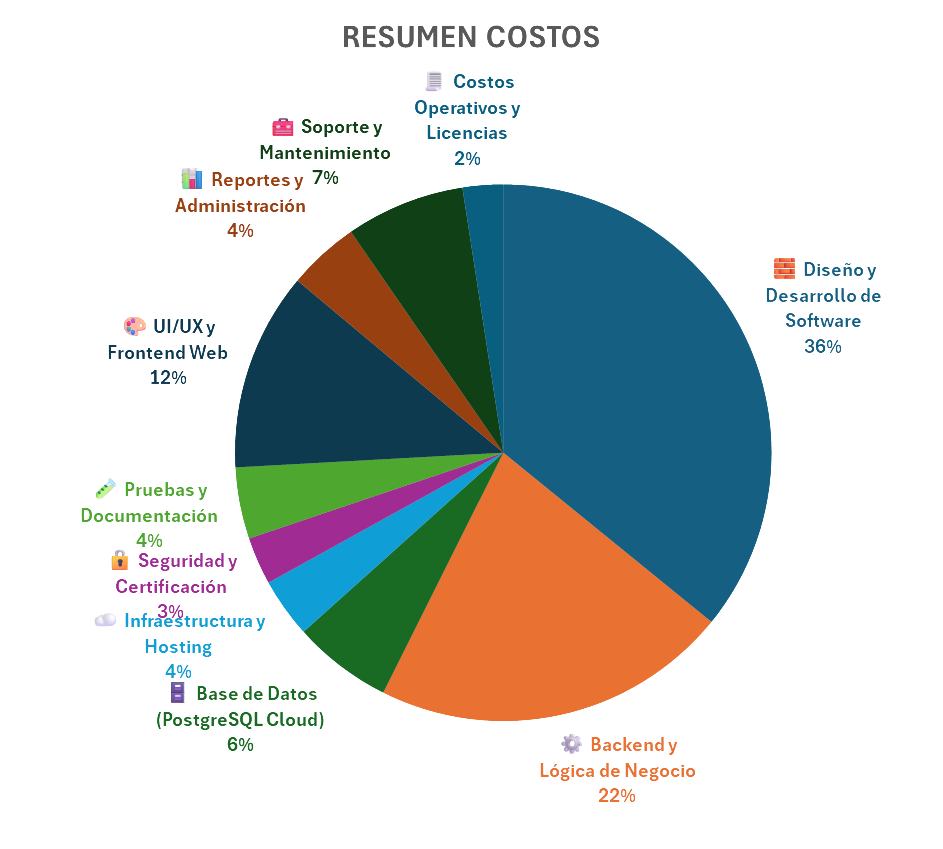 RESUMEN COSTOS
Costos
Operativos y
Licencias
2%
Soporte y
Mantenimiento
7%
Reportes y
Administración
4%
Diseño y
Desarrollo de
Software
36%
UI/UX y
Frontend Web
12%
Pruebas y
Documentación
4%
Seguridad y
Certificación
3%
Infraestructura y
Hosting
4%
Base de Datos
(PostgreSQL Cloud)
6%
Backend y
Lógica de Negocio
22%